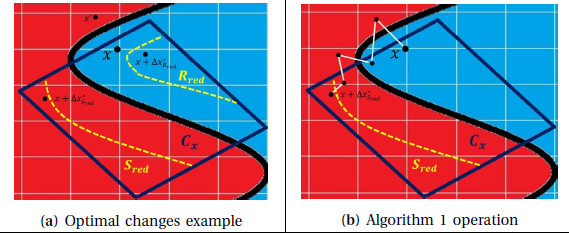 x'
x
x + Δx*R_red
R_red
x + Δx*S_red
C_x
S_red
(a) Optimal changes example
x
x + Δx*S_red
C_x
S_red
(b) Algorithm 1 operation